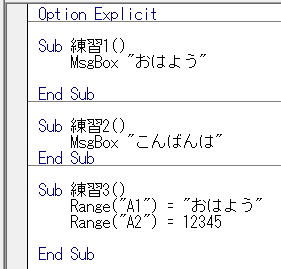 Option Explicit
Sub 練習1()
MsgBox "おはよう"
End Sub
Sub 練習2()
MsgBox "こんばんは"
End Sub
Sub 練習3()
Range("A1") = "おはよう"
Range("A2") = 12345
End Sub